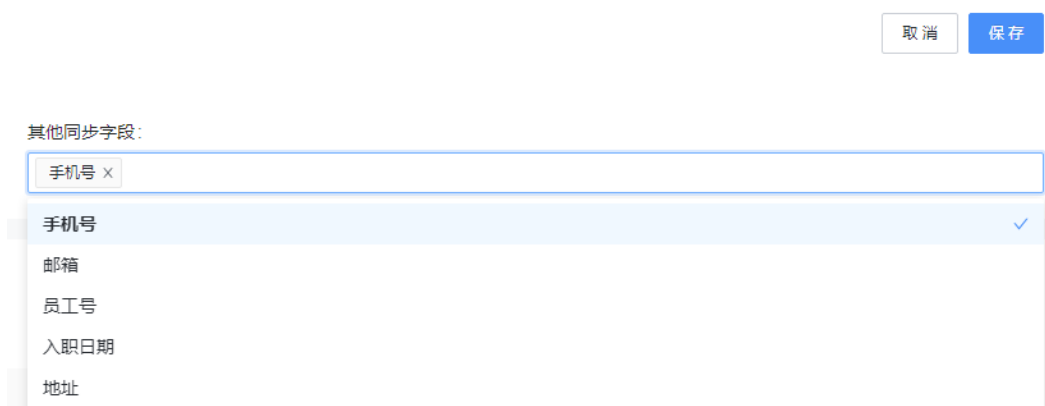 取 消 保 存
其他同步字段:
手机号 ×
手机号
邮箱
员工号
入职日期
地址